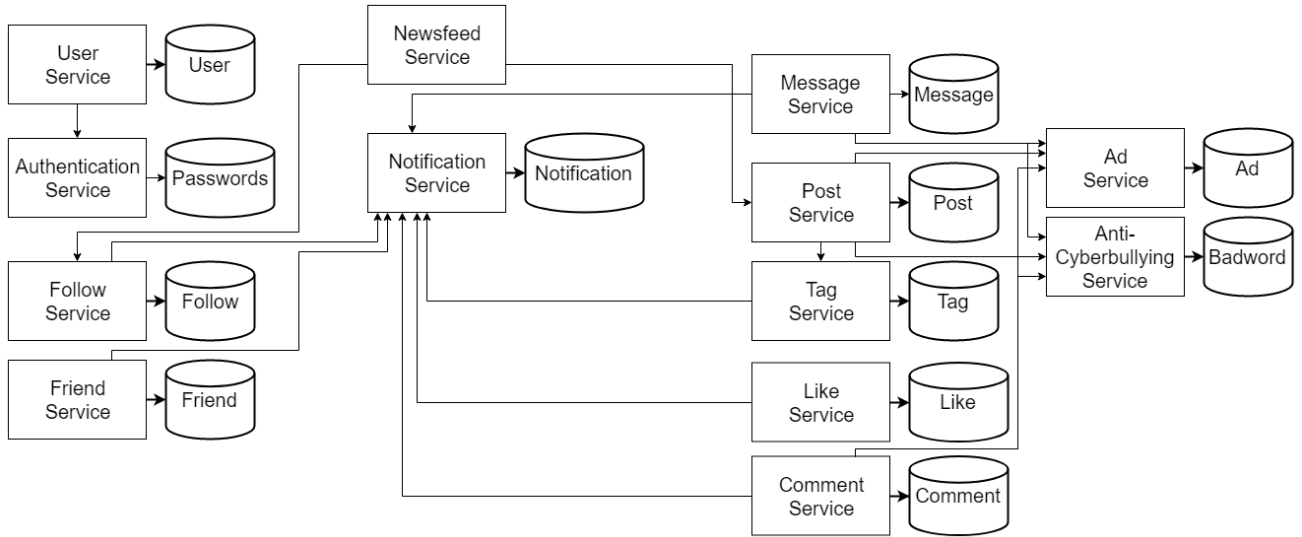 User
Service
User
Newsfeed
Service
Message
Service
Message
Authentication
Service
Passwords
Notification
Service
Notification
Ad
Service
Ad
Post
Service
Post
Anti-
Cyberbullying
Service
Badword
Follow
Service
Follow
Tag
Service
Tag
Friend
Service
Friend
Like
Service
Like
Comment
Service
Comment